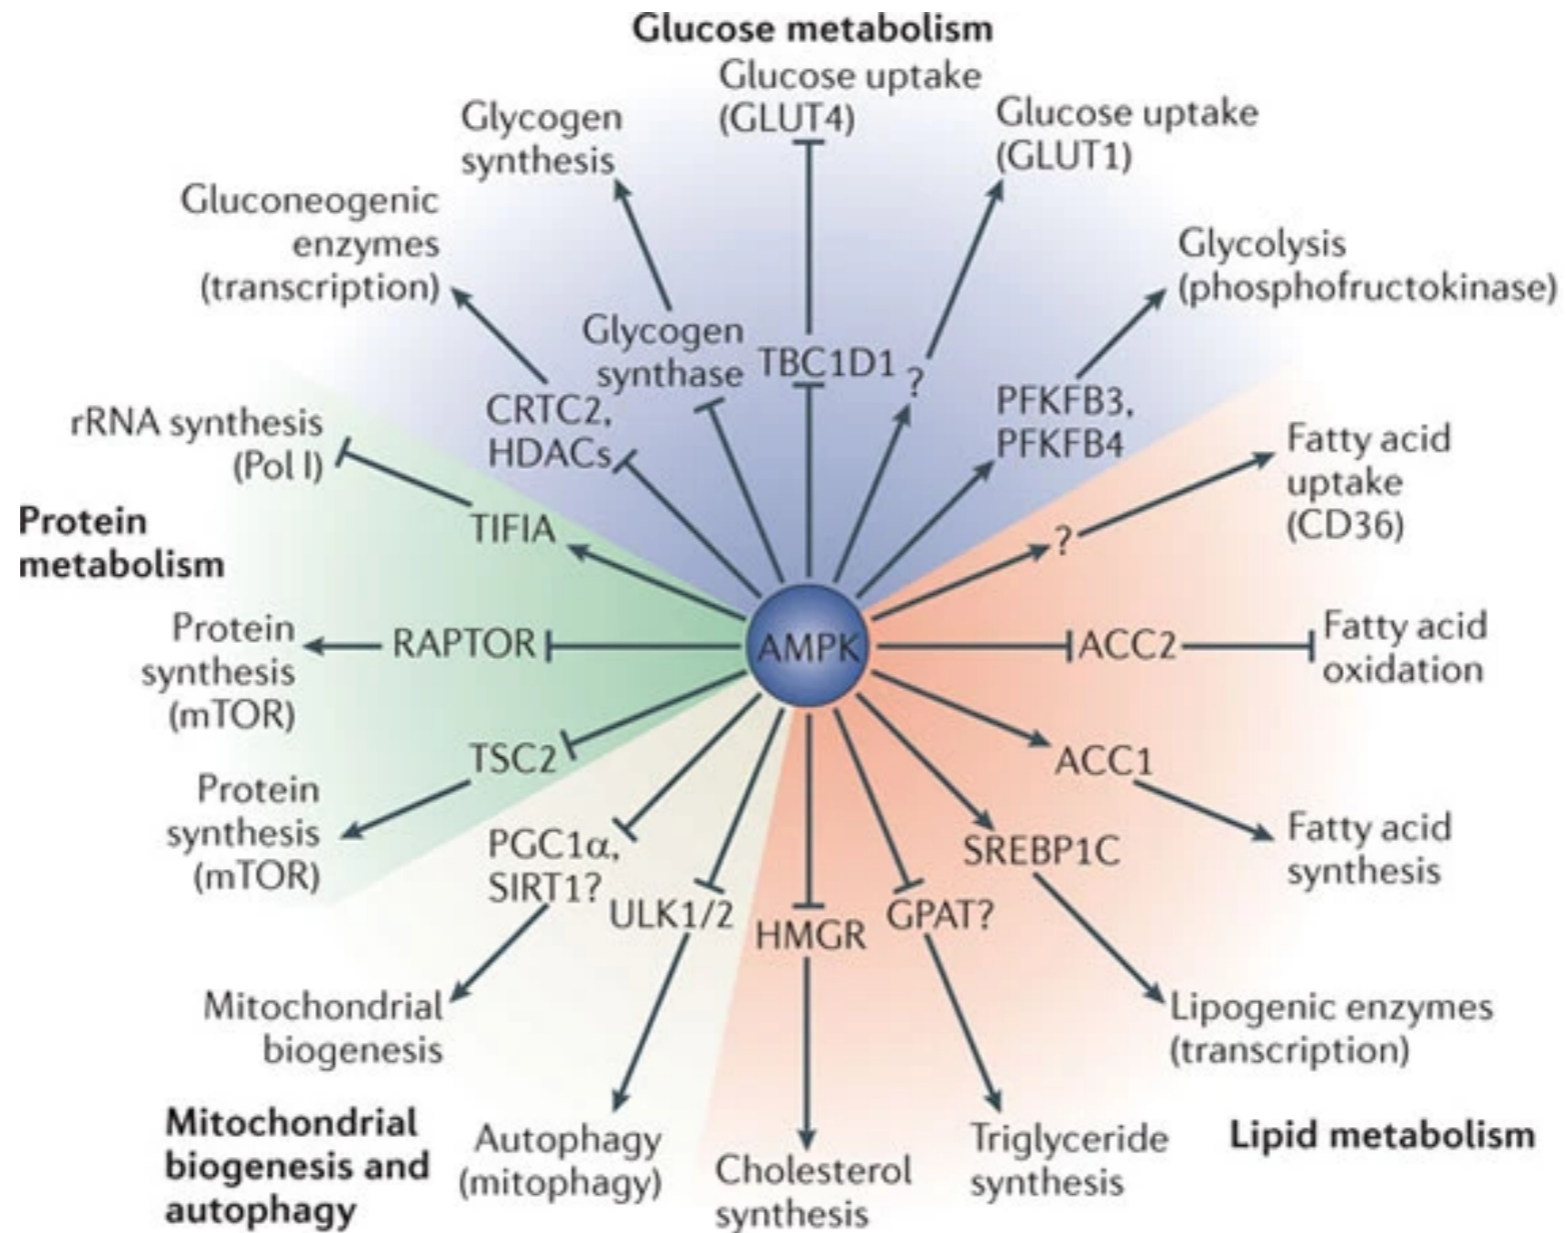 Glucose metabolism
Glucose uptake
(GLUT4)
Glucose uptake
(GLUT1)
Glycogen
synthesis
Gluconeogenic
enzymes
(transcription)
Glycolysis
(phosphofructokinase)
Glycogen
synthase
TBC1D1
?
CRTC2,
HDACs
PFKFB3,
PFKFB4
rRNA synthesis
(Pol I)
TIFIA
Protein
metabolism
Protein
synthesis
(mTOR)
RAPTOR
TSC2
Protein
synthesis
(mTOR)
AMPK
?
Fatty acid
uptake
(CD36)
ACC2
Fatty acid
oxidation
ACC1
Fatty acid
synthesis
SREBP1C
Lipogenic enzymes
(transcription)
GPAT?
Triglyceride
synthesis
HMGR
Cholesterol
synthesis
Lipid metabolism
PGC1α,
SIRT1?
ULK1/2
Mitochondrial
biogenesis
Autophagy
(mitophagy)
Mitochondrial
biogenesis and
autophagy